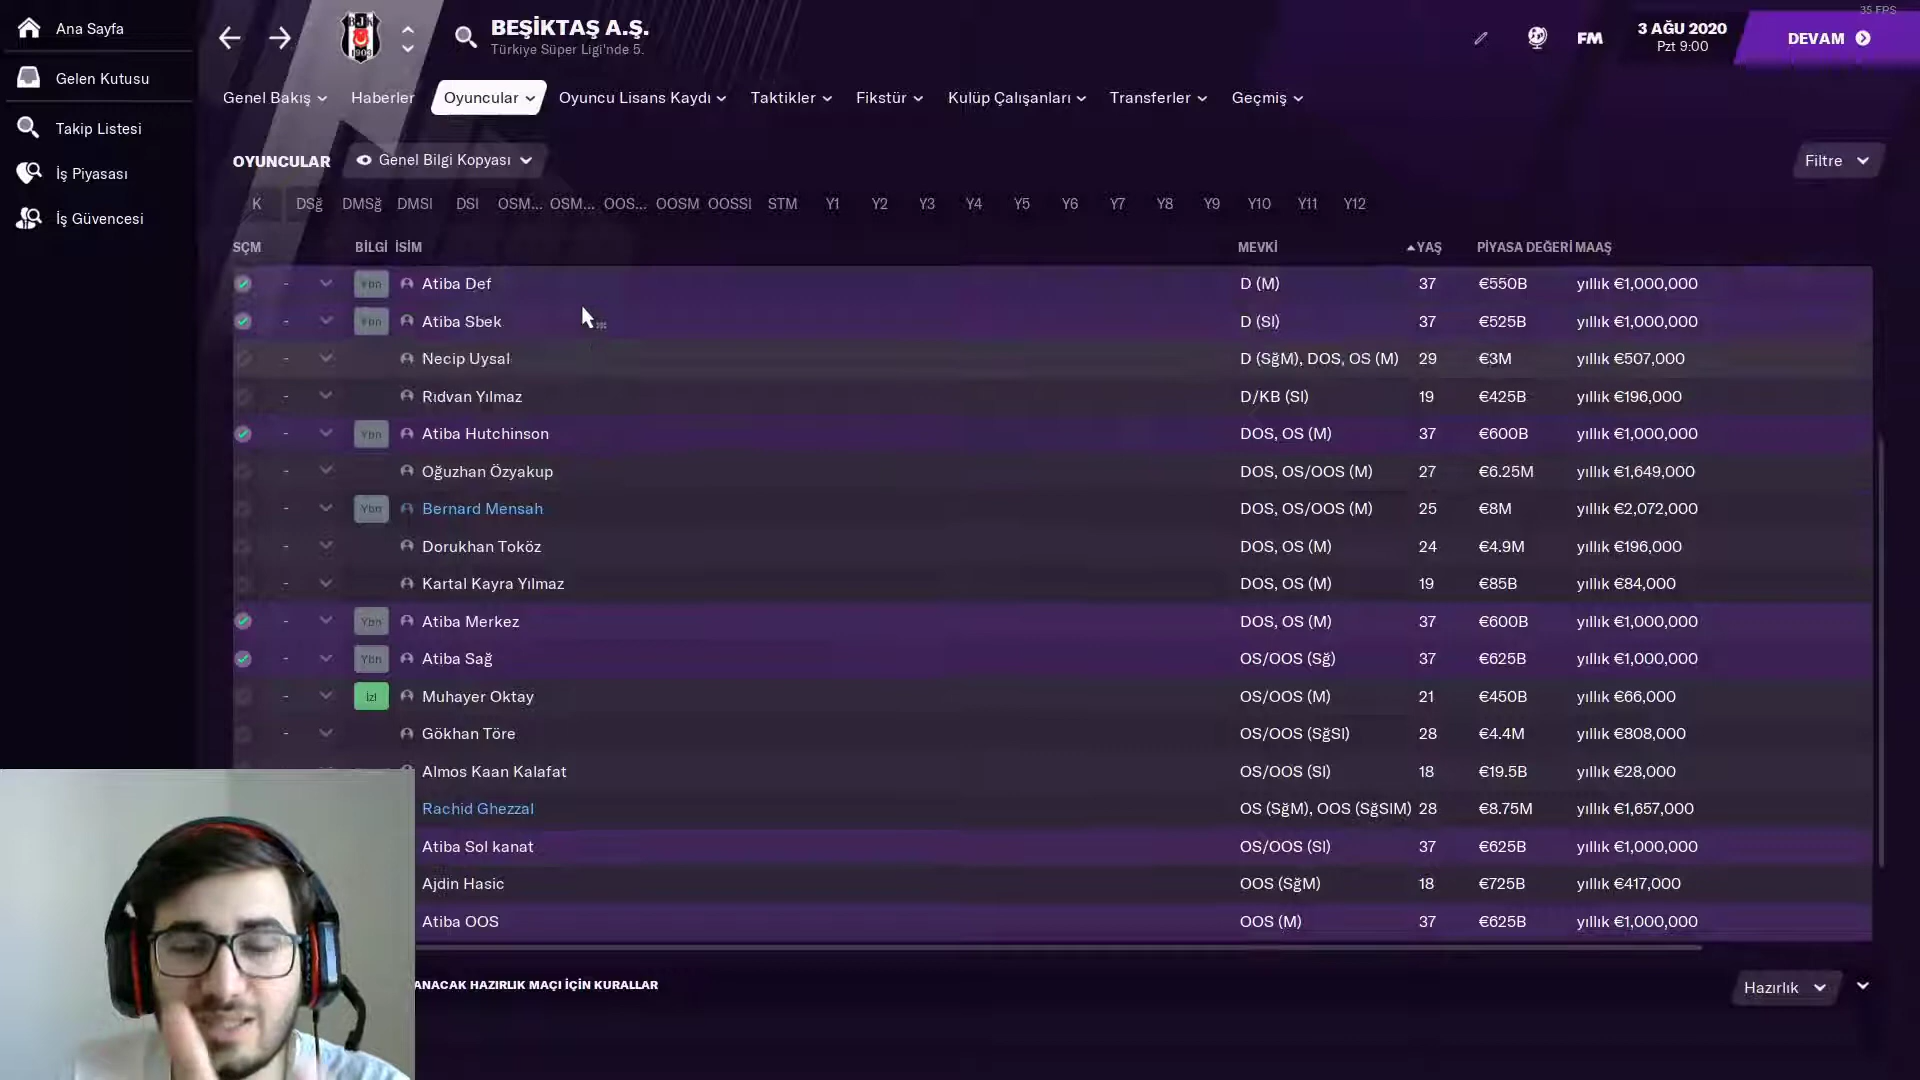 35 FPS
Ana Sayfa
Gelen Kutusu
Takip Listesi
İş Piyasası
İş Güvencesi
BJK
1903
BEŞİKTAŞ A.Ş.
Türkiye Süper Ligi'nde 5.
FM
3 AĞU 2020
Pzt 9:00
DEVAM
Genel Bakış Haberler Oyuncular Oyuncu Lisans Kaydı Taktikler Fikstür Kulüp Çalışanları Transferler Geçmiş
OYUNCULAR Genel Bilgi Kopyası Filtre
K DSğ DMSğ DMSl DSl OSM... OSM... OOS... OOSM OOSSl STM Y1 Y2 Y3 Y4 Y5 Y6 Y7 Y8 Y9 Y10 Y11 Y12
SÇM BİLGİ İSİM MEVKİ YAŞ PİYASA DEĞERİ MAAŞ
- Ybn Atiba Def D (M) 37 €550B yıllık €1,000,000
- Ybn Atiba Sbek D (Sl) 37 €525B yıllık €1,000,000
- Necip Uysal D (SğM), DOS, OS (M) 29 €3M yıllık €507,000
- Rıdvan Yılmaz D/KB (Sl) 19 €425B yıllık €196,000
- Ybn Atiba Hutchinson DOS, OS (M) 37 €600B yıllık €1,000,000
- Oğuzhan Özyakup DOS, OS/OOS (M) 27 €6.25M yıllık €1,649,000
- Ybn Bernard Mensah DOS, OS/OOS (M) 25 €8M yıllık €2,072,000
- Dorukhan Toköz DOS, OS (M) 24 €4.9M yıllık €196,000
- Kartal Kayra Yılmaz DOS, OS (M) 19 €85B yıllık €84,000
- Ybn Atiba Merkez DOS, OS (M) 37 €600B yıllık €1,000,000
- Ybn Atiba Sağ OS/OOS (Sğ) 37 €625B yıllık €1,000,000
- İzl Muhayer Oktay OS/OOS (M) 21 €450B yıllık €66,000
- Gökhan Töre OS/OOS (SğSl) 28 €4.4M yıllık €808,000
Almos Kaan Kalafat OS/OOS (Sl) 18 €19.5B yıllık €28,000
Rachid Ghezzal OS (SğM), OOS (SğSlM) 28 €8.75M yıllık €1,657,000
Atiba Sol kanat OS/OOS (Sl) 37 €625B yıllık €1,000,000
Ajdin Hasic OOS (SğM) 18 €725B yıllık €417,000
Atiba OOS OOS (M) 37 €625B yıllık €1,000,000
ANACAK HAZIRLIK MAÇI İÇİN KURALLAR Hazırlık